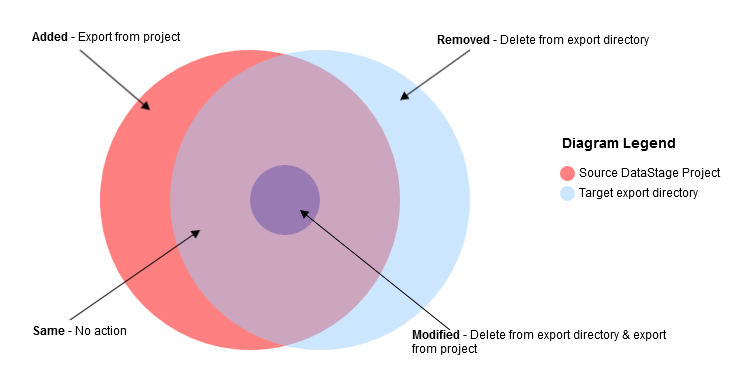 Added - Export from project
Removed - Delete from export directory
Diagram Legend
Source DataStage Project
Target export directory
Same - No action
Modified - Delete from export directory & export
from project